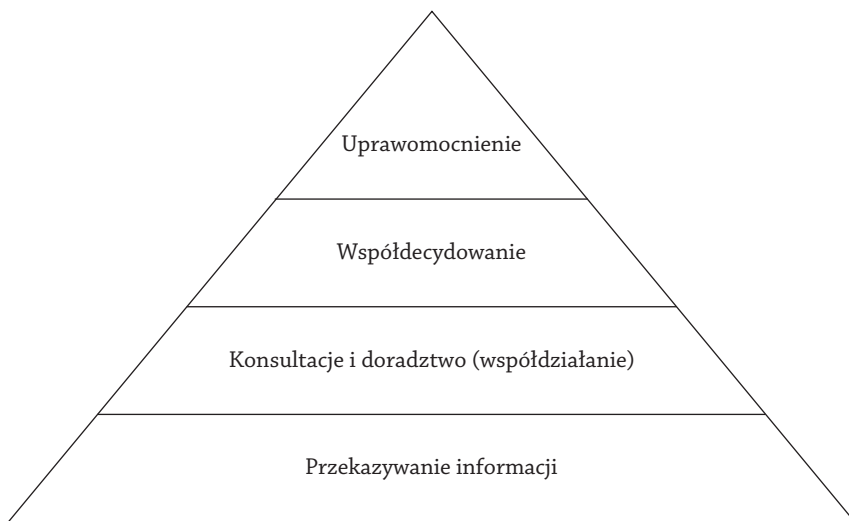 Uprawomocnienie
Współdecydowanie
Konsultacje i doradztwo (współdziałanie)
Przekazywanie informacji